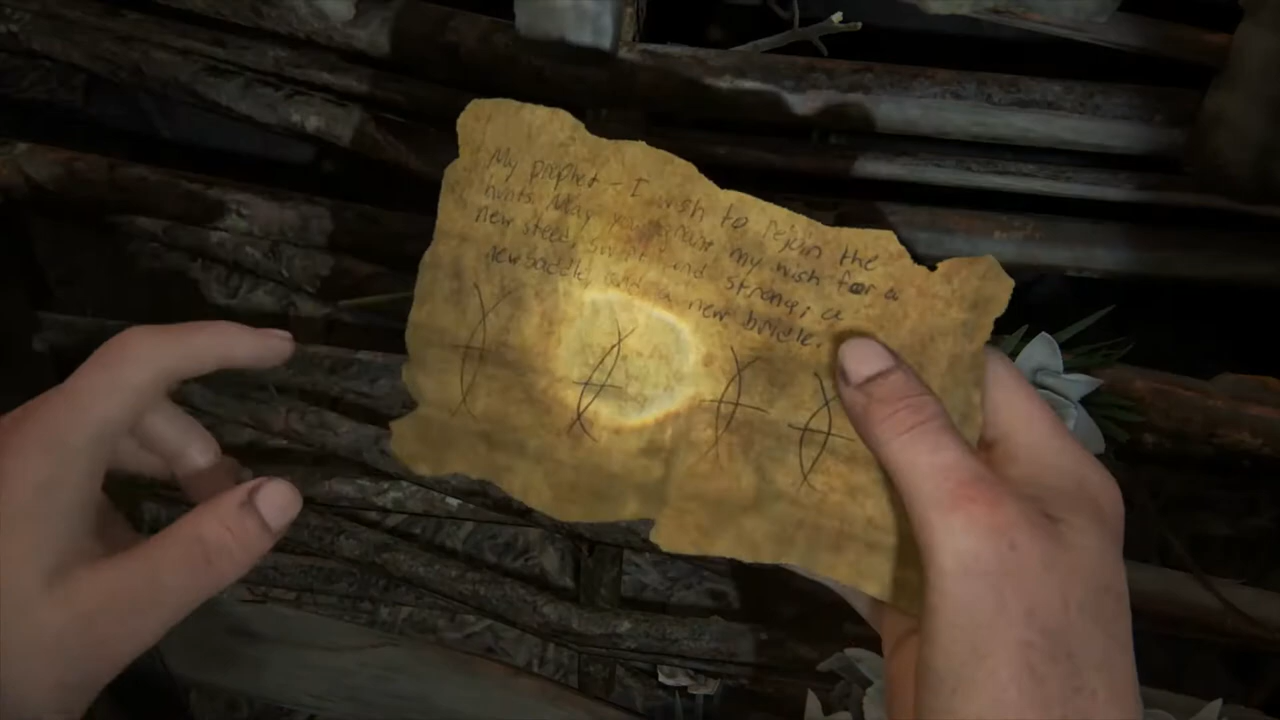 My prophet - I wish to rejoin the
hunts. May you grant my wish for a
new steed, swift and strong, a
new saddle, and a new bridle.